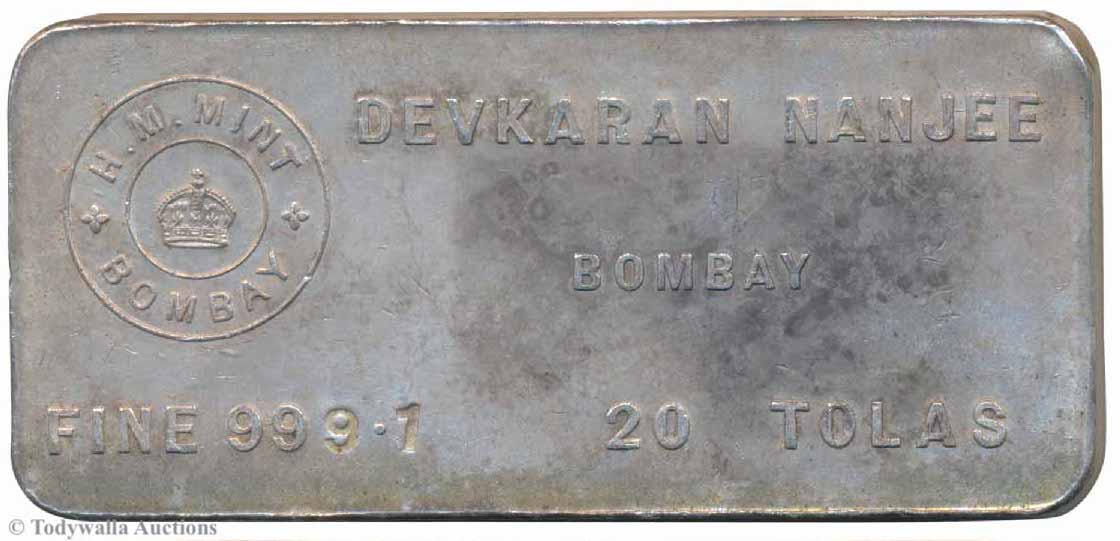 H.M. MINT
BOMBAY
DEVKARAN NANJEE
BOMBAY
FINE 999.1
20 TOLAS
© Todywalla Auctions